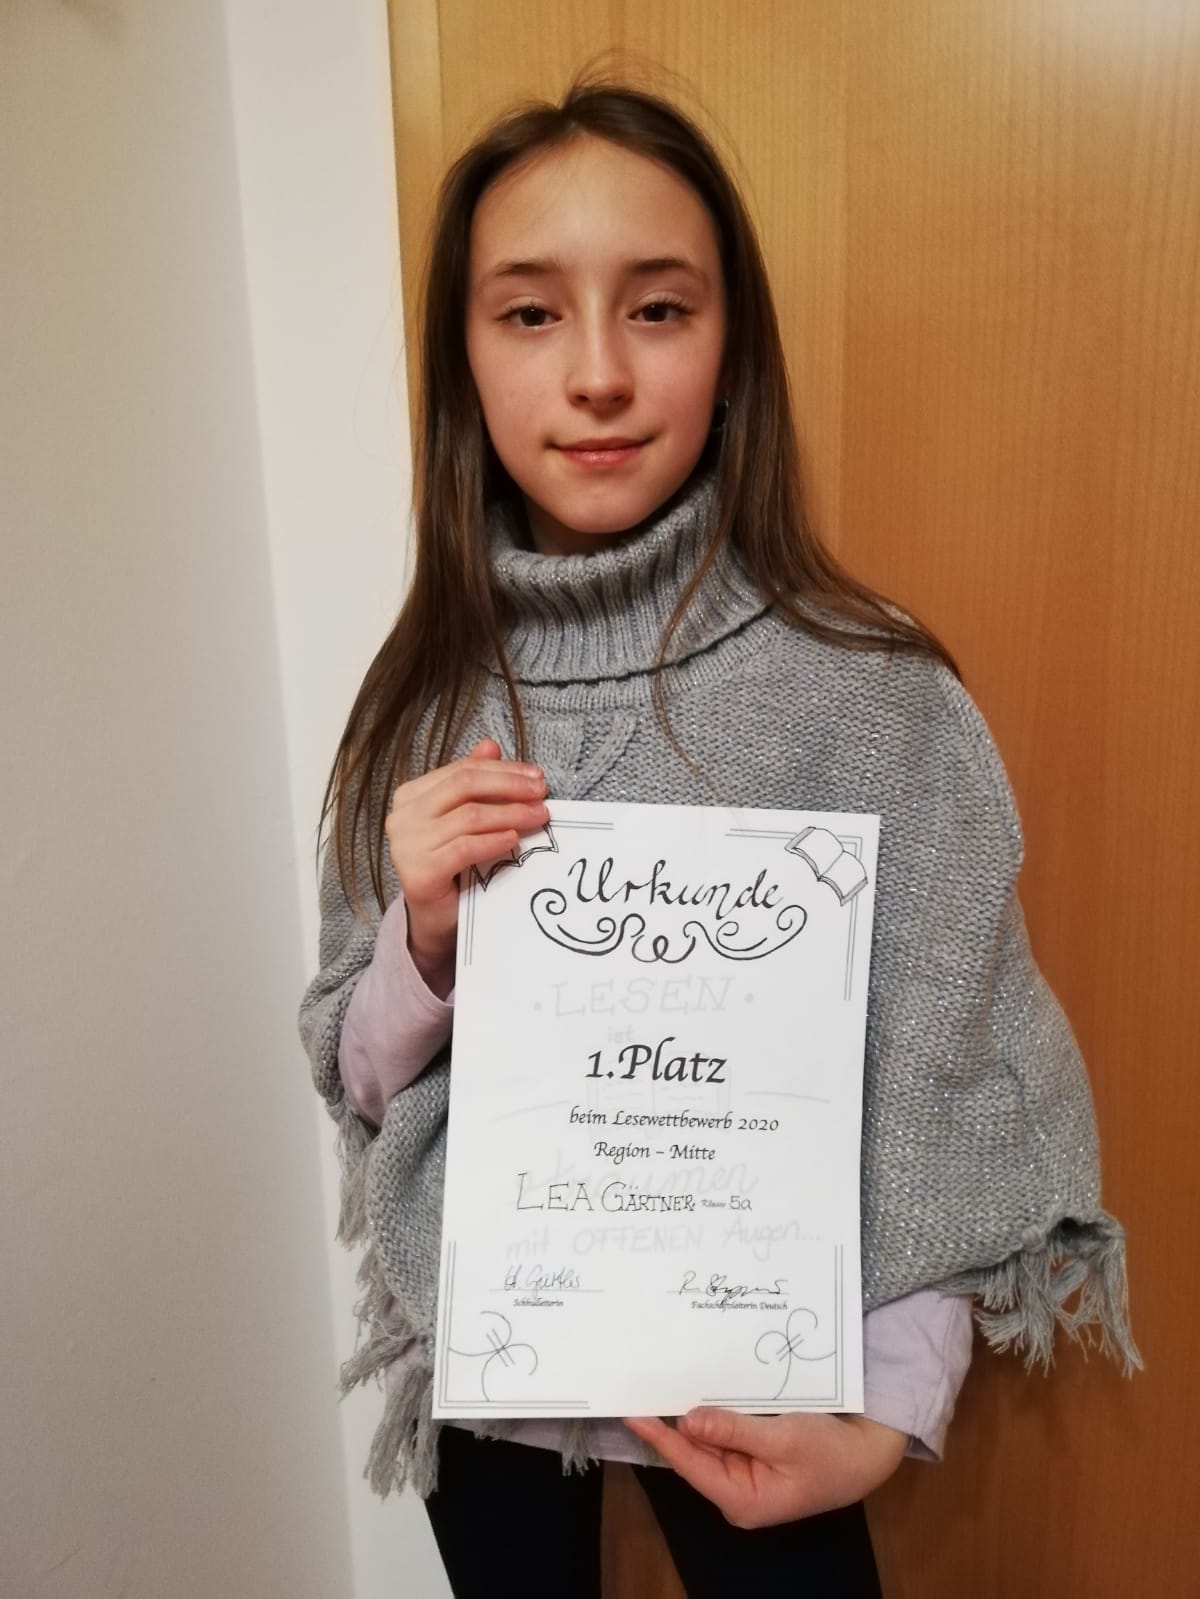 Urkunde
LESEN
ist
1.Platz
beim Lesewettbewerb 2020
Region – Mitte
Träumen
LEA GÄRTNER Klasse 5a
mit OFFENEN Augen...
Schulleiterin Fachschaftsleiterin Deutsch